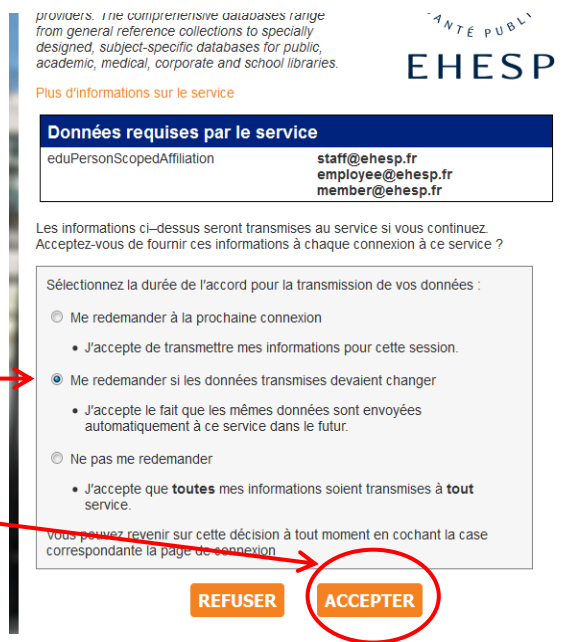 providers. The comprehensive databases range
from general reference collections to specially
designed, subject-specific databases for public,
academic, medical, corporate and school libraries.
ANTÉ PUBL
EHESP
Plus d'informations sur le service
Données requises par le service
eduPersonScopedAffiliation staff@ehesp.fr
employee@ehesp.fr
member@ehesp.fr
Les informations ci-dessus seront transmises au service si vous continuez.
Acceptez-vous de fournir ces informations à chaque connexion à ce service ?
Sélectionnez la durée de l'accord pour la transmission de vos données :
Me redemander à la prochaine connexion
• J'accepte de transmettre mes informations pour cette session.
Me redemander si les données transmises devaient changer
• J'accepte le fait que les mêmes données sont envoyées
automatiquement à ce service dans le futur.
Ne pas me redemander
• J'accepte que toutes mes informations soient transmises à tout
service.
Vous pouvez revenir sur cette décision à tout moment en cochant la case
correspondante la page de connexion
REFUSER ACCEPTER